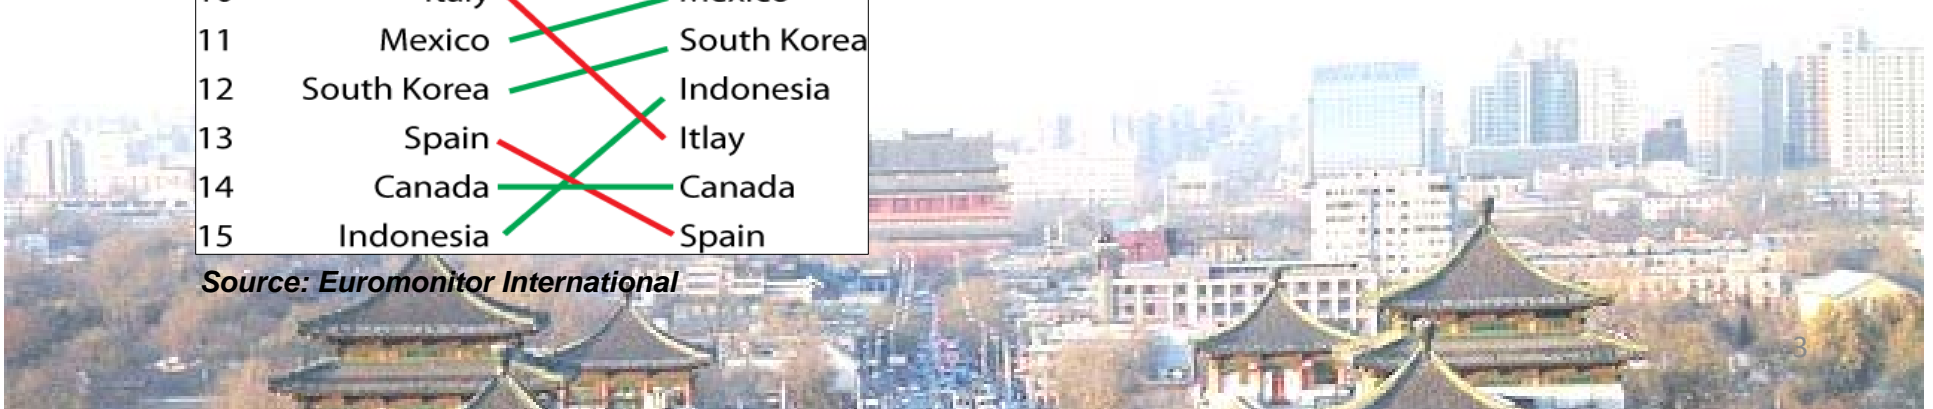 11 Mexico South Korea
12 South Korea Indonesia
13 Spain Itlay
14 Canada Canada
15 Indonesia Spain
Source: Euromonitor International
3